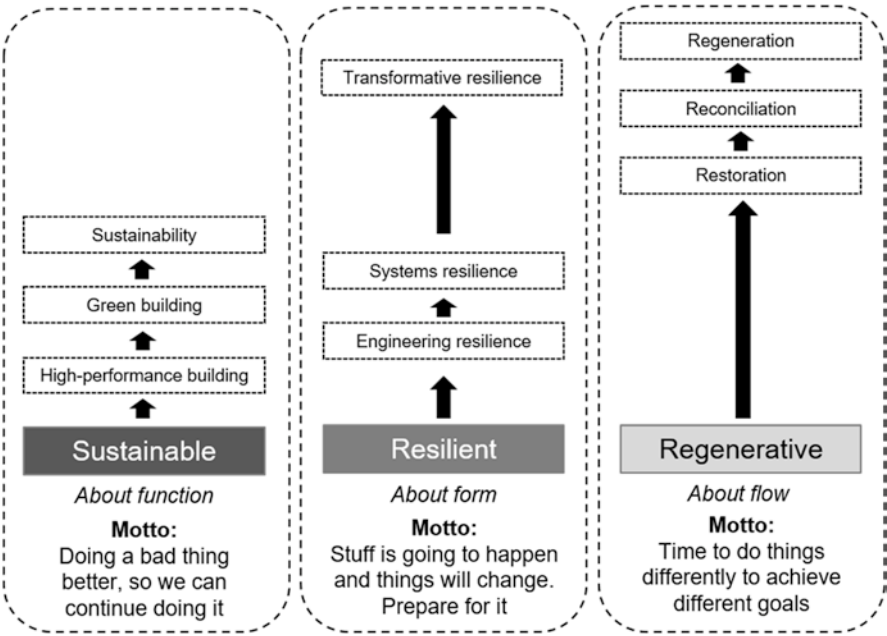 Sustainability
Green building
High-performance building
Sustainable
About function
Motto:
Doing a bad thing
better, so we can
continue doing it
Transformative resilience
Systems resilience
Engineering resilience
Resilient
About form
Motto:
Stuff is going to happen
and things will change.
Prepare for it
Regeneration
Reconciliation
Restoration
Regenerative
About flow
Motto:
Time to do things
differently to achieve
different goals